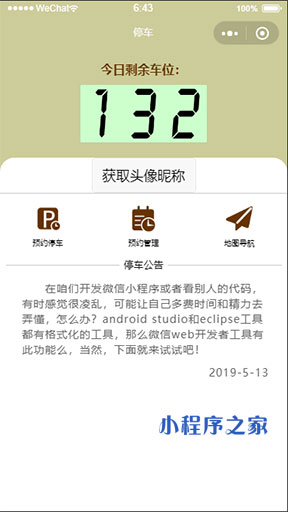 WeChat 6:43 100%
停车
今日剩余车位:
132
获取头像昵称
预约停车 预约管理 地图导航
停车公告
在咱们开发微信小程序或者看别人的代码，
有时感觉很凌乱，可能让自己多费时间和精力去
弄懂，怎么办？android studio和eclipse工具
都有格式化的工具，那么微信web开发者工具有
此功能么，当然，下面就来试试吧！
2019-5-13
小程序之家